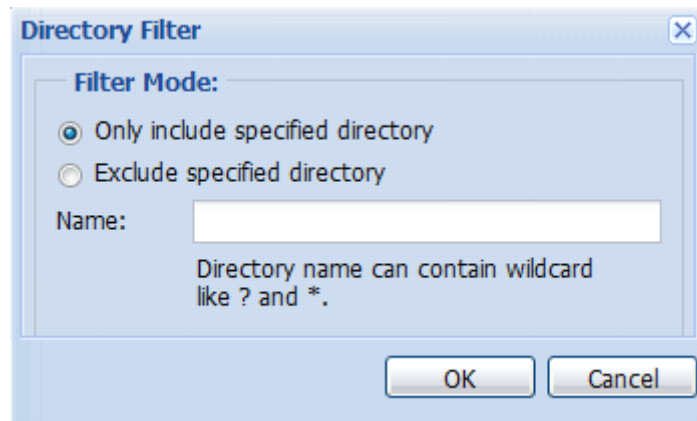 Directory Filter
Filter Mode:
Only include specified directory
Exclude specified directory
Name:
Directory name can contain wildcard
like ? and *.
OK Cancel